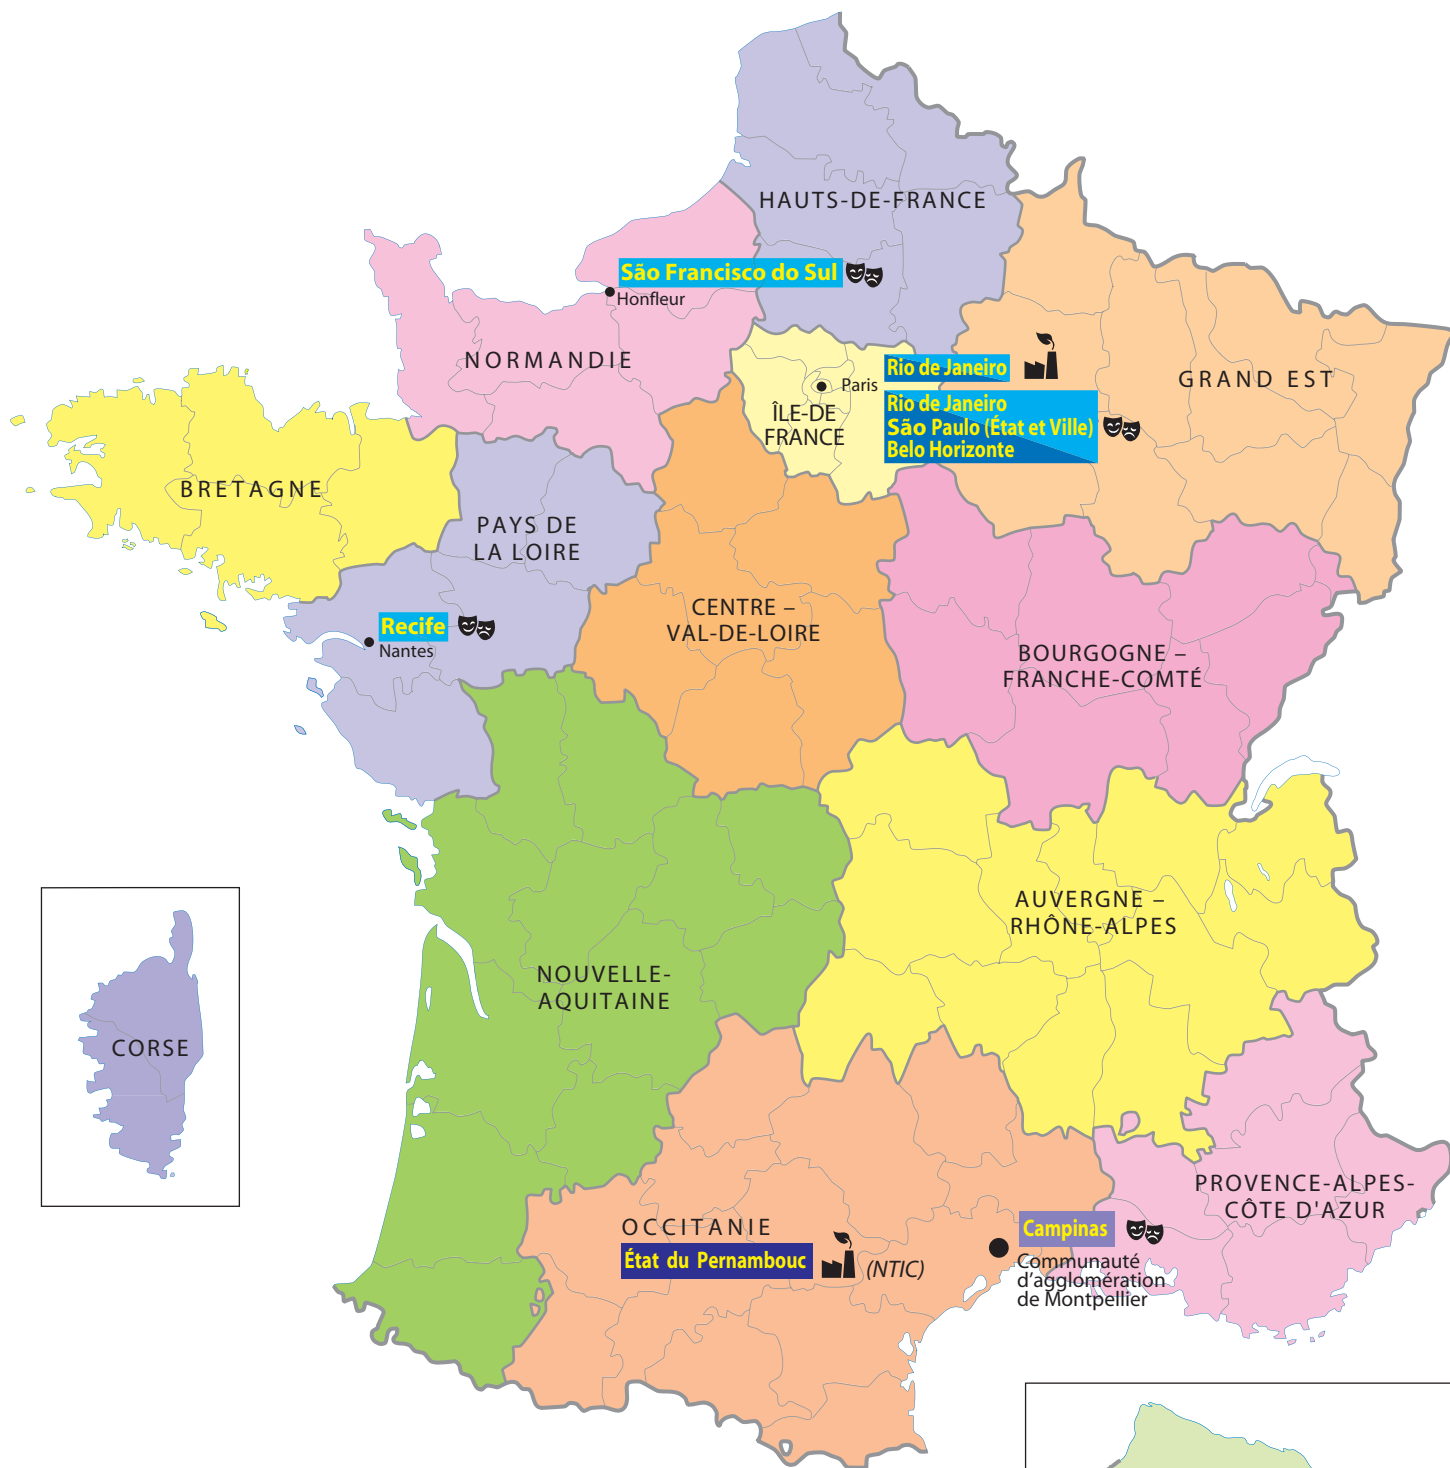 HAUTS-DE-FRANCE
São Francisco do Sul
Honfleur
NORMANDIE
Rio de Janeiro
Paris
GRAND EST
ÎLE-DE
FRANCE
Rio de Janeiro
São Paulo (État et Ville)
Belo Horizonte
BRETAGNE
PAYS DE
LA LOIRE
CENTRE –
VAL-DE-LOIRE
Recife
Nantes
BOURGOGNE –
FRANCHE-COMTÉ
AUVERGNE –
RHÔNE-ALPES
NOUVELLE-
AQUITAINE
CORSE
PROVENCE-ALPES-
CÔTE D'AZUR
OCCITANIE
État du Pernambouc
(NTIC)
Campinas
Communauté
d'agglomération
de Montpellier